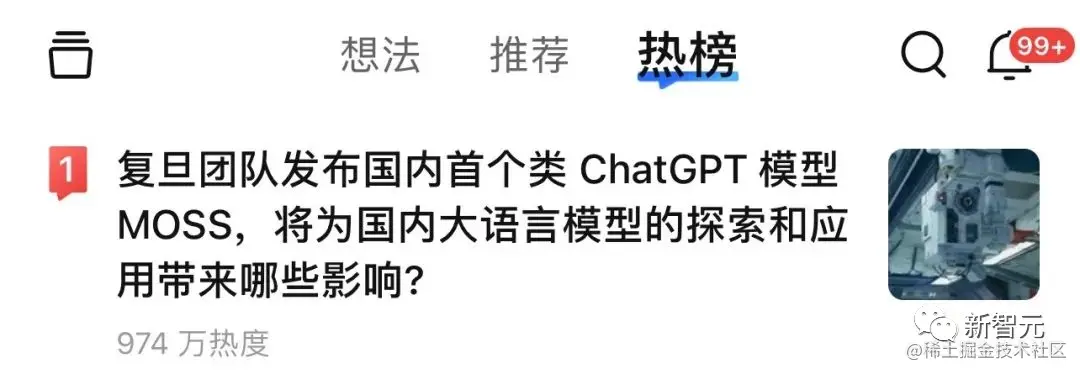 想法 推荐 热榜 99+
1 复旦团队发布国内首个类 ChatGPT 模型
MOSS，将为国内大语言模型的探索和应
用带来哪些影响？
974 万热度
新智元
@稀土掘金技术社区